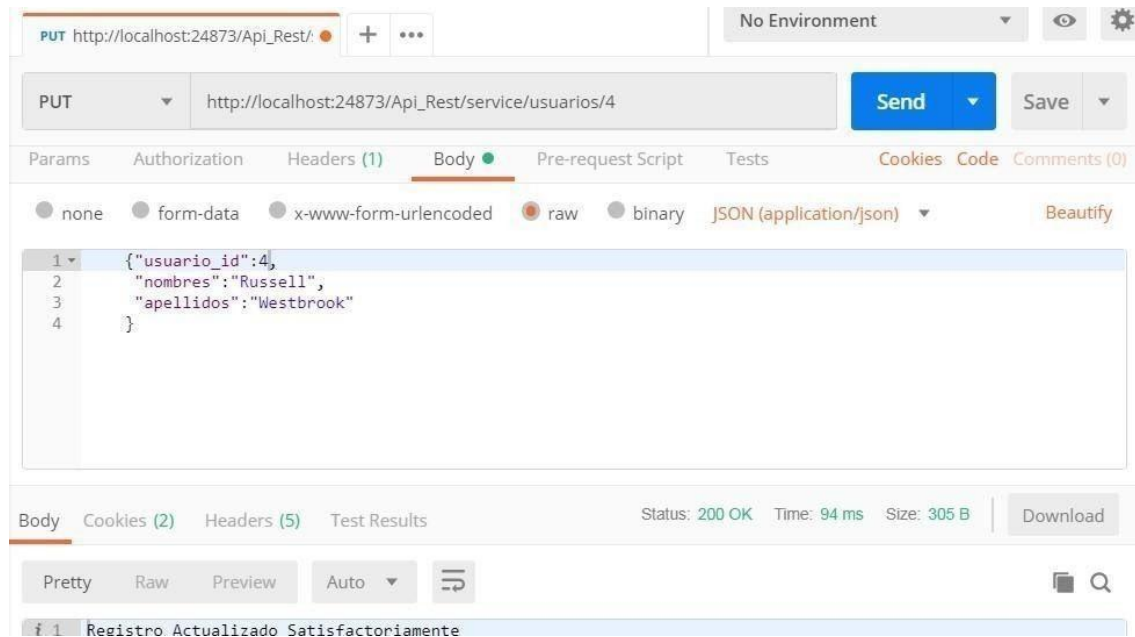 PUT http://localhost:24873/Api_Rest/: + ••• No Environment
PUT http://localhost:24873/Api_Rest/service/usuarios/4 Send Save
Params Authorization Headers (1) Body Pre-request Script Tests Cookies Code Comments (0)
none form-data x-www-form-urlencoded raw binary JSON (application/json) Beautify
1 {"usuario_id":4,
2 "nombres":"Russell",
3 "apellidos":"Westbrook"
4 }
Body Cookies (2) Headers (5) Test Results Status: 200 OK Time: 94 ms Size: 305 B Download
Pretty Raw Preview Auto
i 1 Registro Actualizado Satisfactoriamente